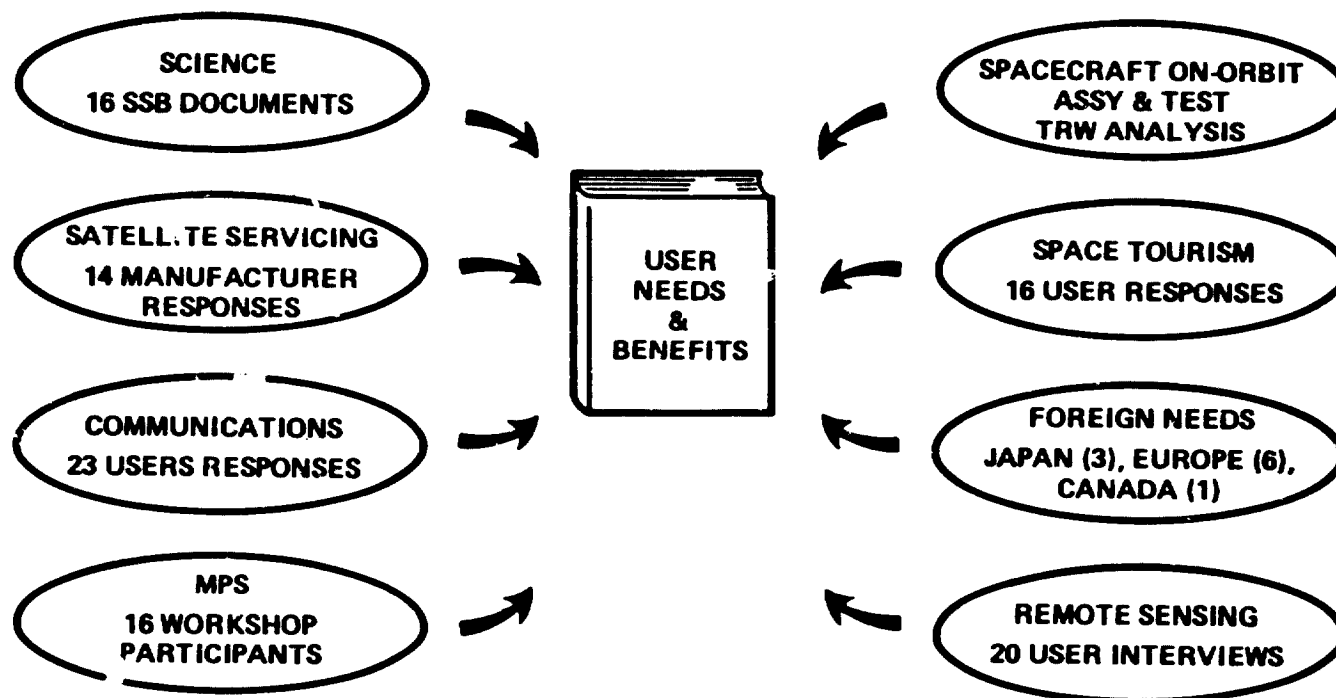 SCIENCE
16 SSB DOCUMENTS
SATELLITE SERVICING
14 MANUFACTURER
RESPONSES
COMMUNICATIONS
23 USERS RESPONSES
MPS
16 WORKSHOP
PARTICIPANTS
USER
NEEDS
&
BENEFITS
SPACECRAFT ON-ORBIT
ASSY & TEST
TRW ANALYSIS
SPACE TOURISM
16 USER RESPONSES
FOREIGN NEEDS
JAPAN (3), EUROPE (6),
CANADA (1)
REMOTE SENSING
20 USER INTERVIEWS